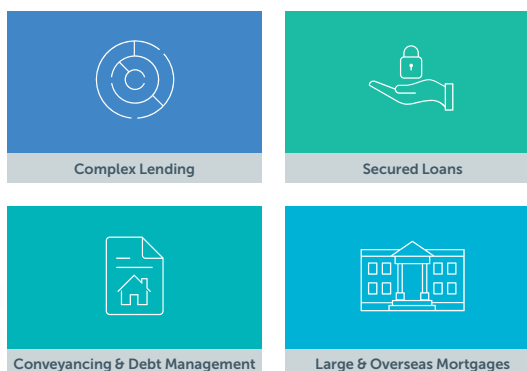 Complex Lending
Secured Loans
Conveyancing & Debt Management
Large & Overseas Mortgages